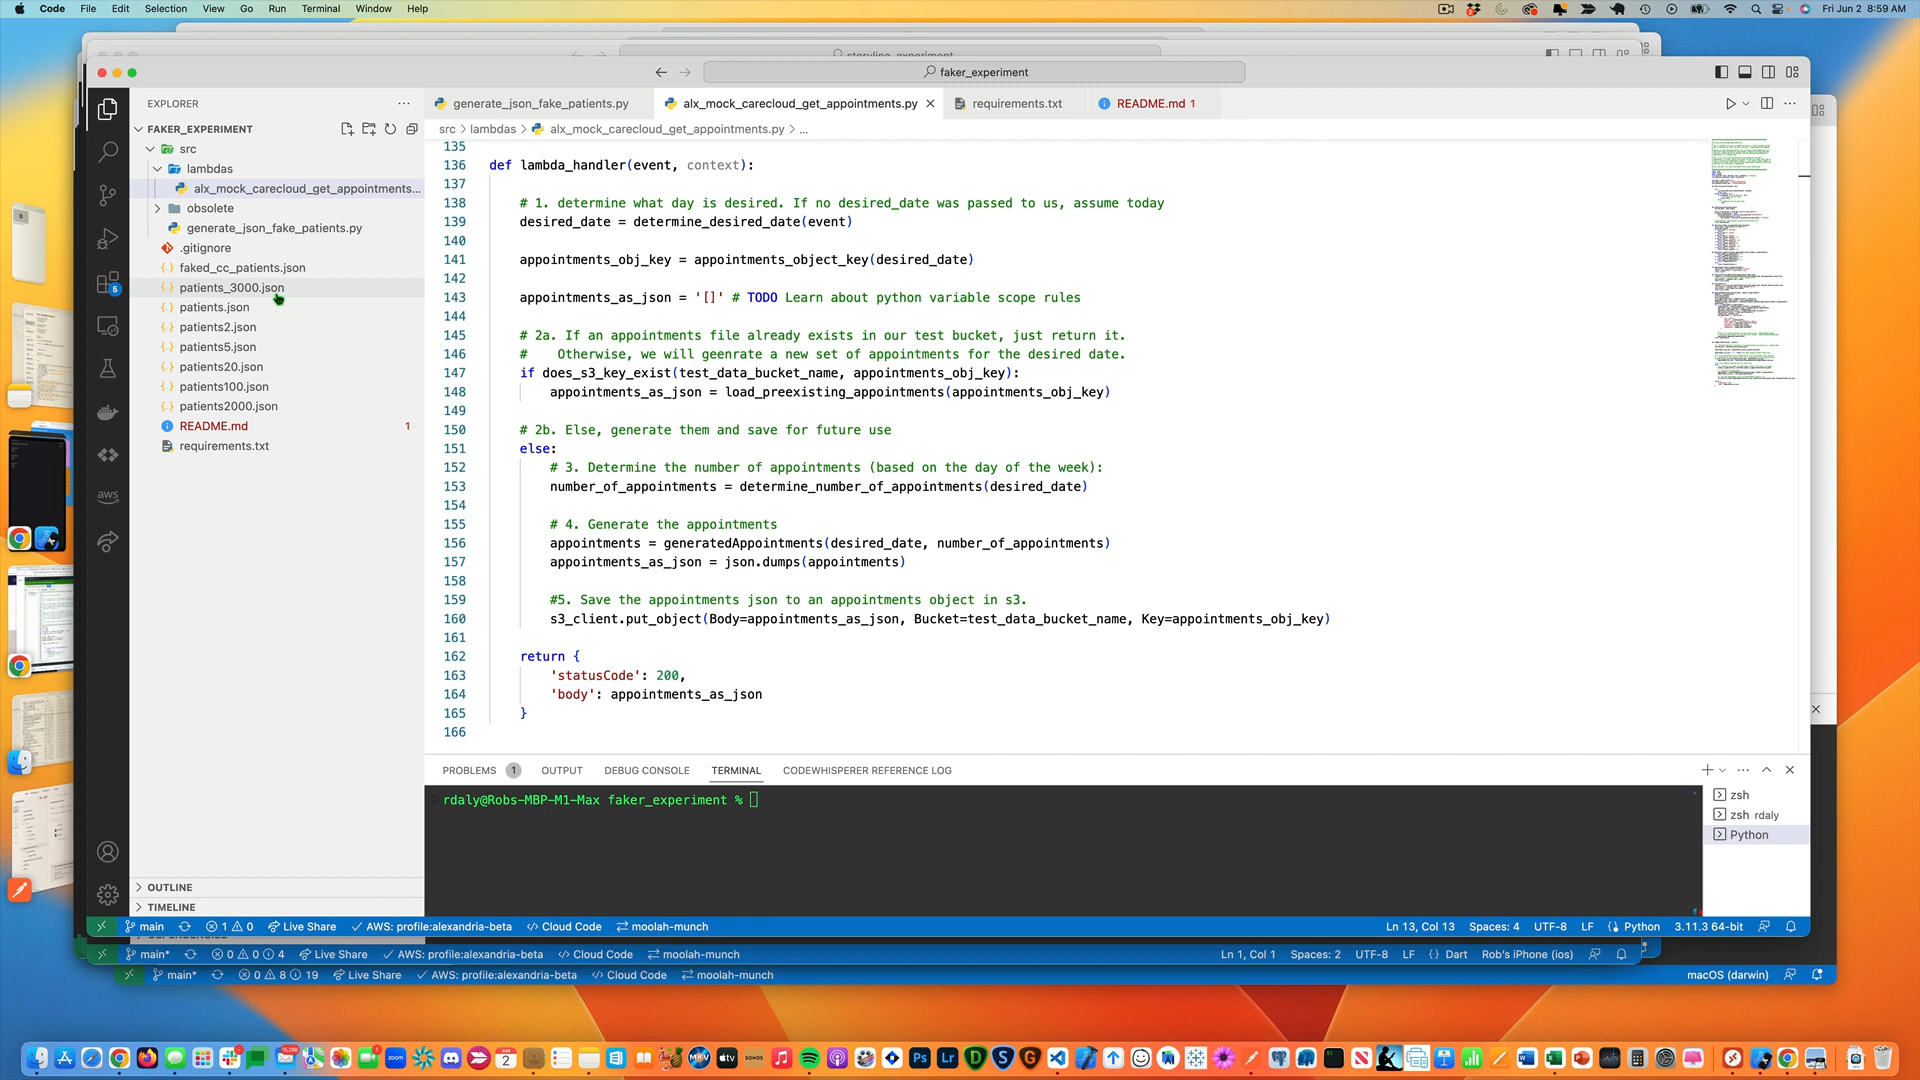 Code File Edit Selection View Go Run Terminal Window Help
Fri Jun 2 8:59 AM
storyline_experiment
faker_experiment
EXPLORER
generate_json_fake_patients.py
alx_mock_carecloud_get_appointments.py
requirements.txt
README.md 1
FAKER_EXPERIMENT
src > lambdas > alx_mock_carecloud_get_appointments.py > ...
src
lambdas
alx_mock_carecloud_get_appointments...
obsolete
generate_json_fake_patients.py
.gitignore
faked_cc_patients.json
patients_3000.json
patients.json
patients2.json
patients5.json
patients20.json
patients100.json
patients2000.json
README.md 1
requirements.txt
5
aws
OUTLINE
TIMELINE
135
136 def lambda_handler(event, context):
137
138 # 1. determine what day is desired. If no desired_date was passed to us, assume today
139 desired_date = determine_desired_date(event)
140
141 appointments_obj_key = appointments_object_key(desired_date)
142
143 appointments_as_json = '[]' # TODO Learn about python variable scope rules
144
145 # 2a. If an appointments file already exists in our test bucket, just return it.
146 # Otherwise, we will geenrate a new set of appointments for the desired date.
147 if does_s3_key_exist(test_data_bucket_name, appointments_obj_key):
148 appointments_as_json = load_preexisting_appointments(appointments_obj_key)
149
150 # 2b. Else, generate them and save for future use
151 else:
152 # 3. Determine the number of appointments (based on the day of the week):
153 number_of_appointments = determine_number_of_appointments(desired_date)
154
155 # 4. Generate the appointments
156 appointments = generatedAppointments(desired_date, number_of_appointments)
157 appointments_as_json = json.dumps(appointments)
158
159 #5. Save the appointments json to an appointments object in s3.
160 s3_client.put_object(Body=appointments_as_json, Bucket=test_data_bucket_name, Key=appointments_obj_key)
161
162 return {
163 'statusCode': 200,
164 'body': appointments_as_json
165 }
166
PROBLEMS 1 OUTPUT DEBUG CONSOLE TERMINAL CODEWHISPERER REFERENCE LOG
rdaly@Robs-MBP-M1-Max faker_experiment %
zsh
zsh rdaly
Python
main 1 0 Live Share AWS: profile:alexandria-beta Cloud Code moolah-munch
Ln 13, Col 13 Spaces: 4 UTF-8 LF Python 3.11.3 64-bit
main* 0 0 4 Live Share AWS: profile:alexandria-beta Cloud Code moolah-munch
Ln 1, Col 1 Spaces: 2 UTF-8 LF Dart Rob's iPhone (ios)
main* 0 8 19 Live Share AWS: profile:alexandria-beta Cloud Code moolah-munch
macOS (darwin)